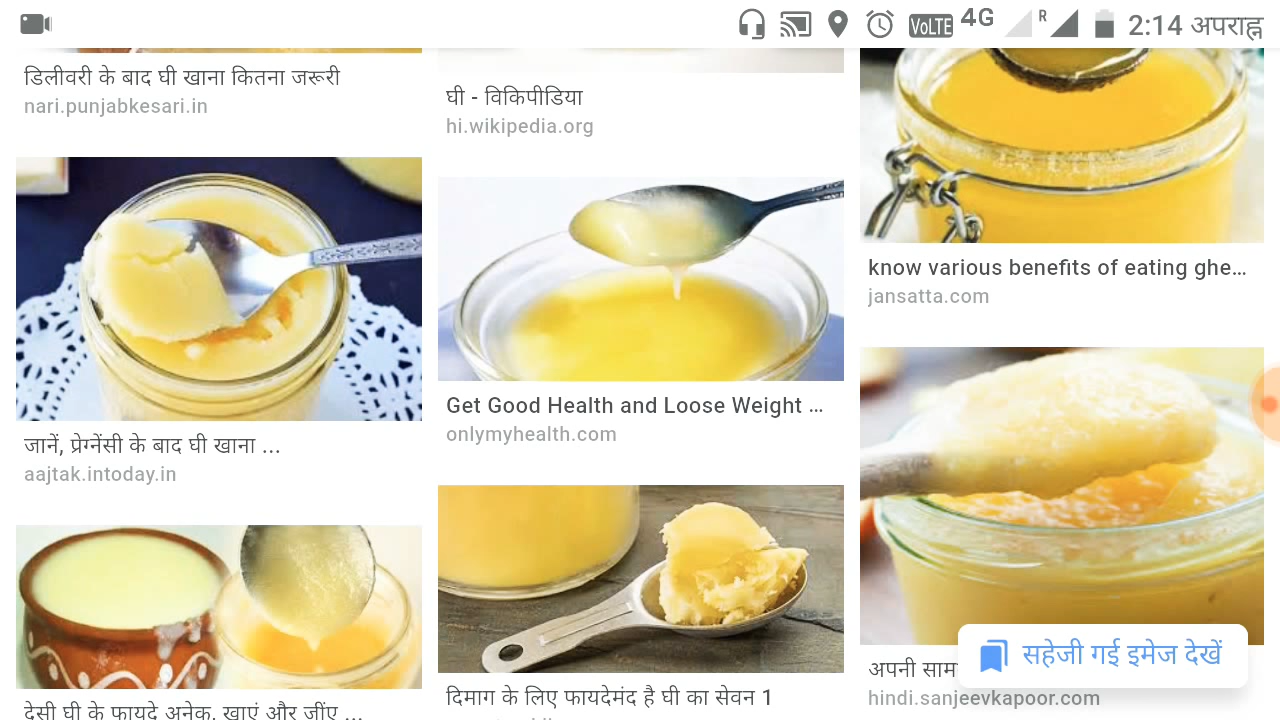 VoLTE 4G R 2:14 अपराह्न
डिलीवरी के बाद घी खाना कितना जरूरी
nari.punjabkesari.in
जानें, प्रेग्नेंसी के बाद घी खाना ...
aajtak.intoday.in
देसी घी के फायदे अनेक, खाएं और जीएं ...
घी - विकिपीडिया
hi.wikipedia.org
Get Good Health and Loose Weight ...
onlymyhealth.com
दिमाग के लिए फायदेमंद है घी का सेवन 1
know various benefits of eating ghe...
jansatta.com
अपनी
hindi.sanjeevkapoor.com
सहेजी गई इमेज देखें